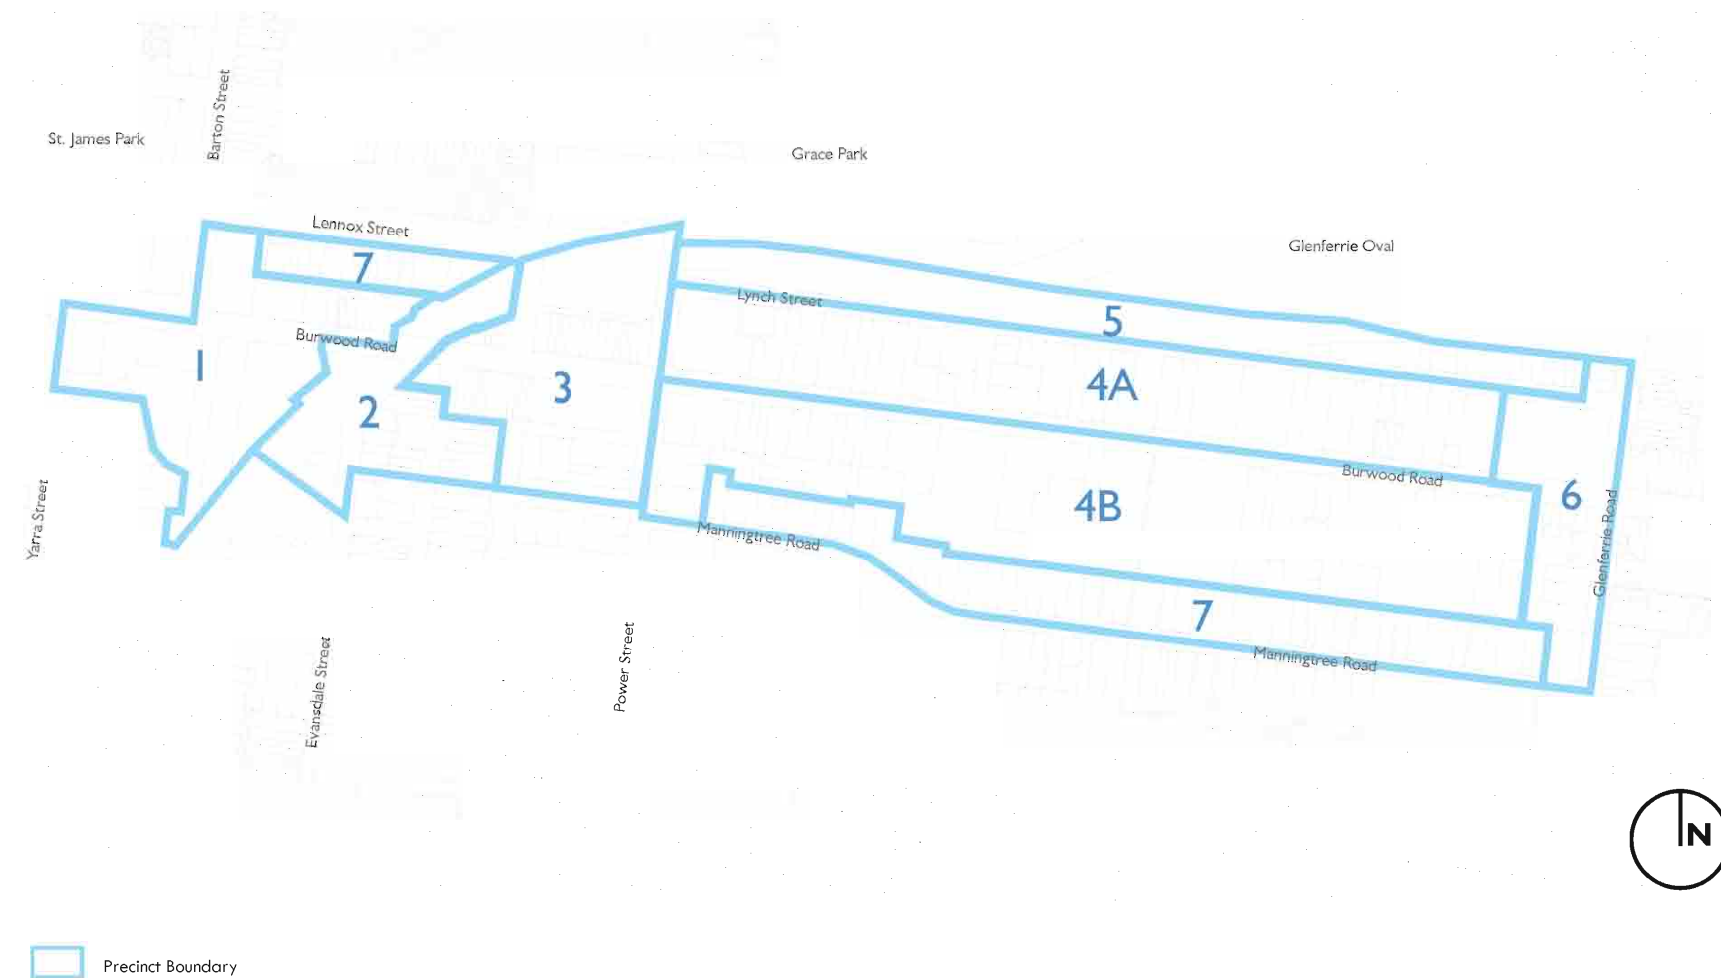 Barton Street
St. James Park
Grace Park
Lennox Street
Glenferrie Oval
7
Lynch Street
5
Burwood Road
1
4A
3
2
Burwood Road
6
4B
Yarra Street
Manningtree Road
Glenferrie Road
7
Manningtree Road
Evansdale Street
Power Street
N
Precinct Boundary